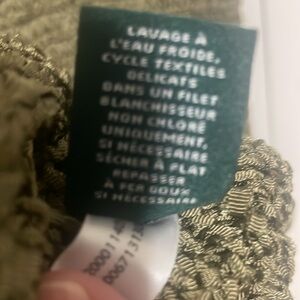 LAVAGE À
L'EAU FROIDE,
CYCLE TEXTILES
DÉLICATS
DANS UN FILET
BLANCHISSEUR
NON CHLORÉ
UNIQUEMENT,
SI NÉCESSAIRE
SÉCHER À PLAT
REPASSER
À FER DOUX
SI NÉCESSAIRE